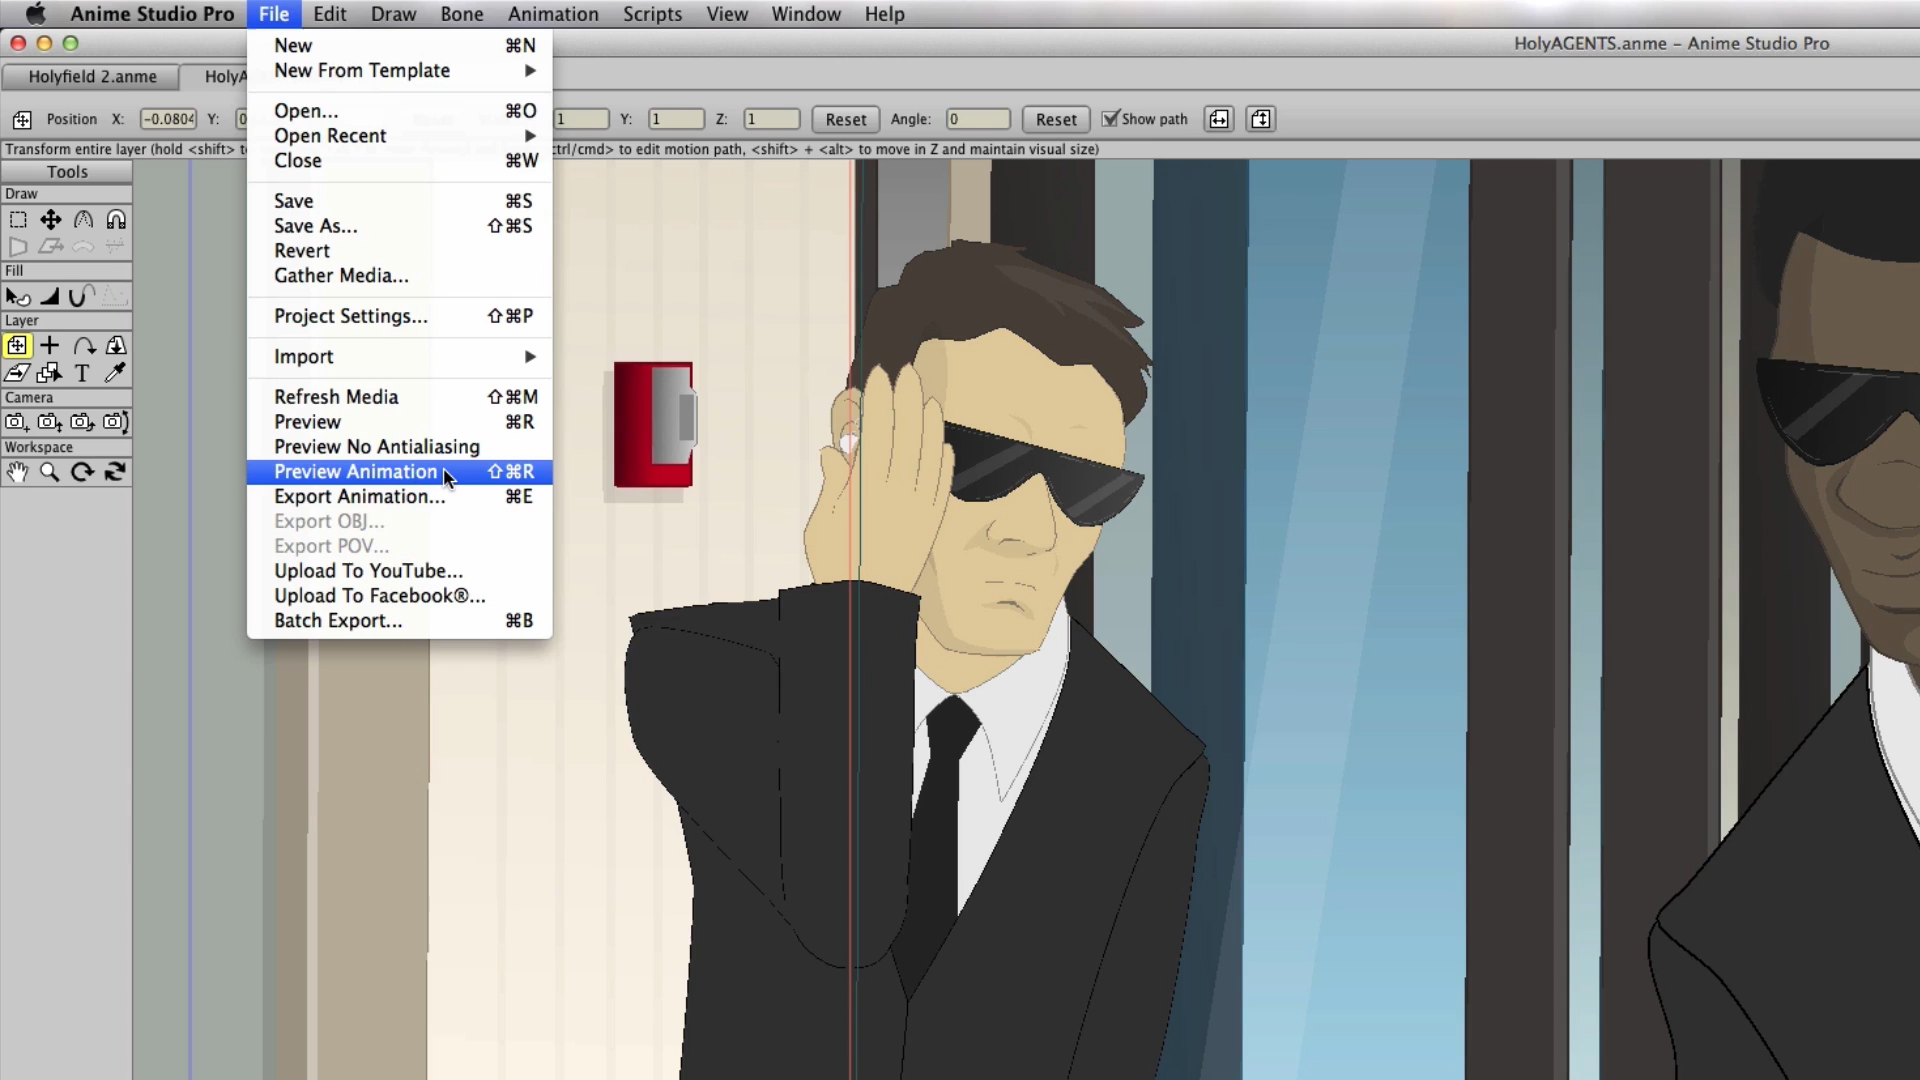 Anime Studio Pro File Edit Draw Bone Animation Scripts View Window Help
HolyAGENTS.anme – Anime Studio Pro
Holyfield 2.anme
Position X: -0.0804 Y: 1 Y: 1 Z: 1 Reset Angle: 0 Reset Show path
Transform entire layer (hold <shift> ctrl/cmd> to edit motion path, <shift> + <alt> to move in Z and maintain visual size)
New ⌘N
New From Template
Open... ⌘O
Open Recent
Close ⌘W
Save ⌘S
Save As... ⇧⌘S
Revert
Gather Media...
Project Settings... ⇧⌘P
Import
Refresh Media ⇧⌘M
Preview ⌘R
Preview No Antialiasing
Preview Animation ⇧⌘R
Export Animation... ⌘E
Export OBJ...
Export POV...
Upload To YouTube...
Upload To Facebook®...
Batch Export... ⌘B
Tools
Draw
Fill
Layer
T
Camera
Workspace